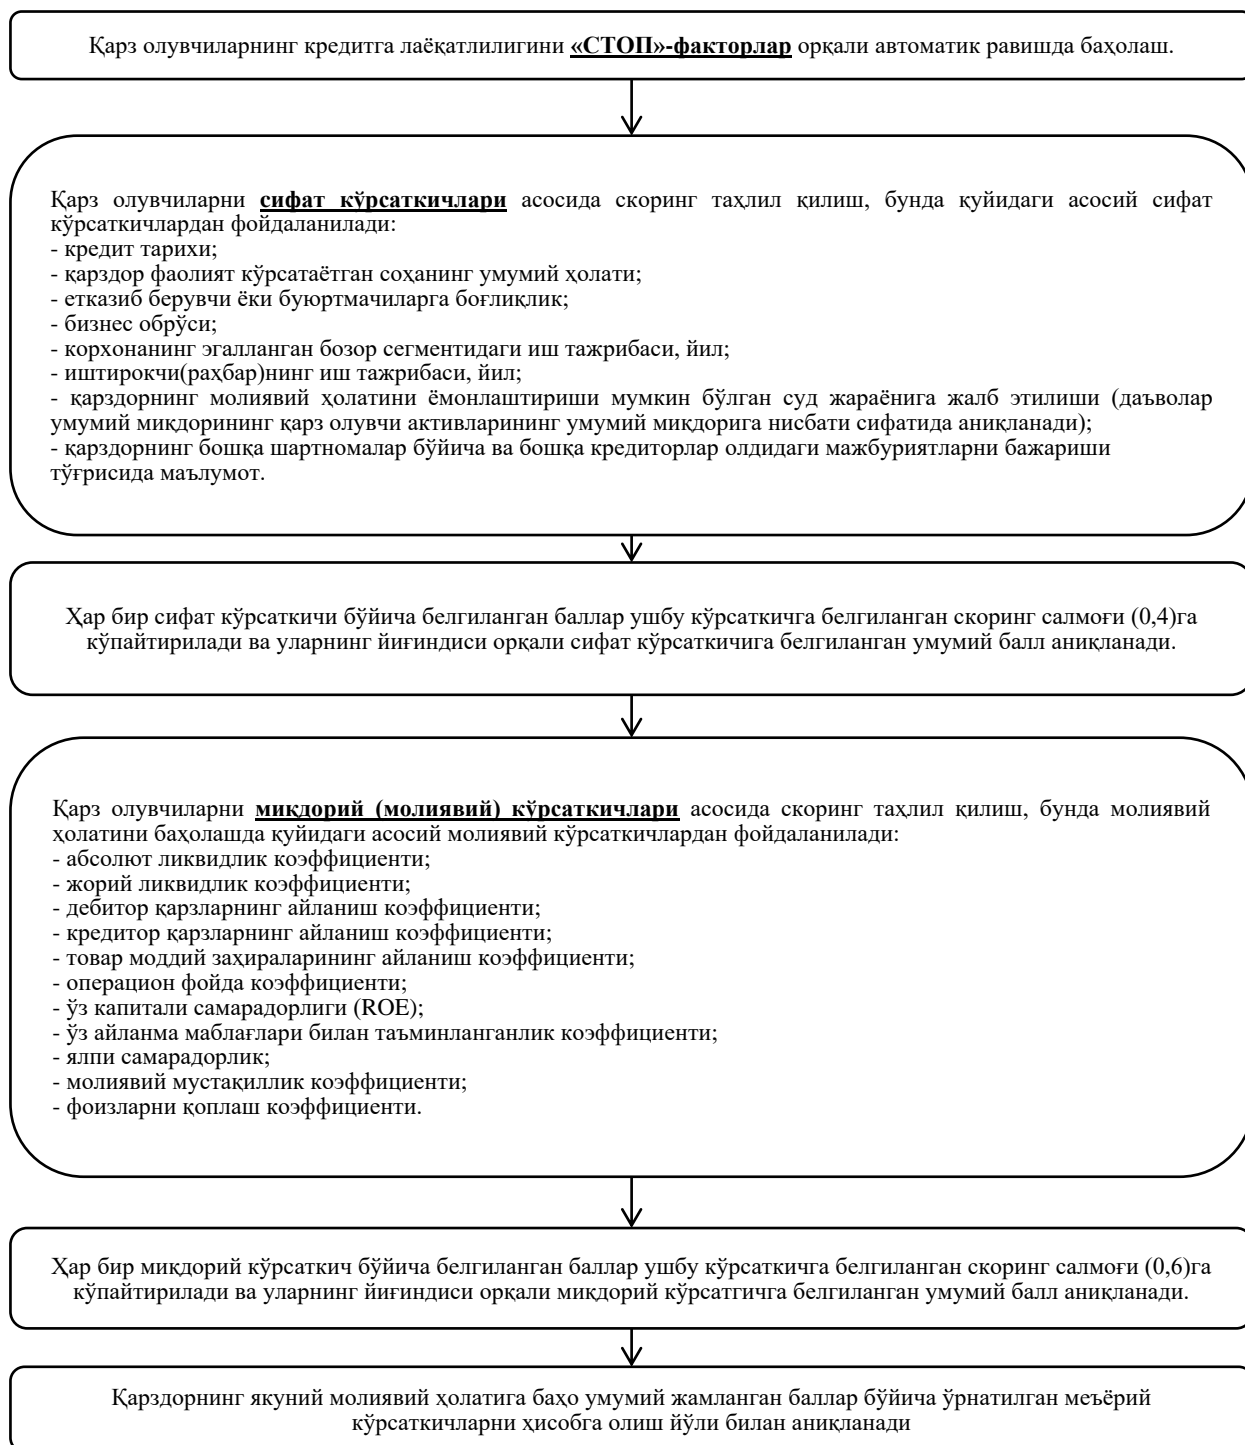 Қарз олувчиларнинг кредитга лаёқатлилигини «СТОП»-факторлар орқали автоматик равишда баҳолаш.
Қарз олувчиларни сифат кўрсаткичлари асосида скоринг таҳлил қилиш, бунда қуйидаги асосий сифат
кўрсаткичлардан фойдаланилади:
- кредит тарихи;
- қарздор фаолият кўрсатаётган соҳанинг умумий ҳолати;
- етказиб берувчи ёки буюртмачиларга боғлиқлик;
- бизнес обрўси;
- корхонанинг эгалланган бозор сегментидаги иш тажрибаси, йил;
- иштирокчи(раҳбар)нинг иш тажрибаси, йил;
- қарздорнинг молиявий ҳолатини ёмонлаштириши мумкин бўлган суд жараёнига жалб этилиши (даъволар
умумий миқдорининг қарз олувчи активларининг умумий миқдорига нисбати сифатида аниқланади);
- қарздорнинг бошқа шартномалар бўйича ва бошқа кредиторлар олдидаги мажбуриятларни бажариши
тўғрисида маълумот.
Ҳар бир сифат кўрсаткичи бўйича белгиланган баллар ушбу кўрсаткичга белгиланган скоринг салмоғи (0,4)га
кўпайтирилади ва уларнинг йиғиндиси орқали сифат кўрсаткичига белгиланган умумий балл аниқланади.
Қарз олувчиларни миқдорий (молиявий) кўрсаткичлари асосида скоринг таҳлил қилиш, бунда молиявий
ҳолатини баҳолашда қуйидаги асосий молиявий кўрсаткичлардан фойдаланилади:
- абсолют ликвидлик коэффициенти;
- жорий ликвидлик коэффициенти;
- дебитор қарзларнинг айланиш коэффициенти;
- кредитор қарзларнинг айланиш коэффициенти;
- товар моддий заҳираларининг айланиш коэффициенти;
- операцион фойда коэффициенти;
- ўз капитали самарадорлиги (ROE);
- ўз айланма маблағлари билан таъминланганлик коэффициенти;
- ялпи самарадорлик;
- молиявий мустақиллик коэффициенти;
- фоизларни қоплаш коэффициенти.
Ҳар бир миқдорий кўрсаткич бўйича белгиланган баллар ушбу кўрсаткичга белгиланган скоринг салмоғи (0,6)га
кўпайтирилади ва уларнинг йиғиндиси орқали миқдорий кўрсатгичга белгиланган умумий балл аниқланади.
Қарздорнинг якуний молиявий ҳолатига баҳо умумий жамланган баллар бўйича ўрнатилган меъёрий
кўрсаткичларни ҳисобга олиш йўли билан аниқланади